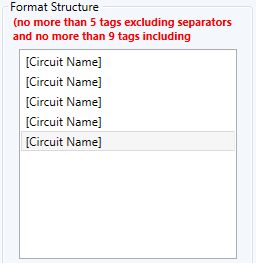 Format Structure
(no more than 5 tags excluding separators
and no more than 9 tags including
[Circuit Name]
[Circuit Name]
[Circuit Name]
[Circuit Name]
[Circuit Name]